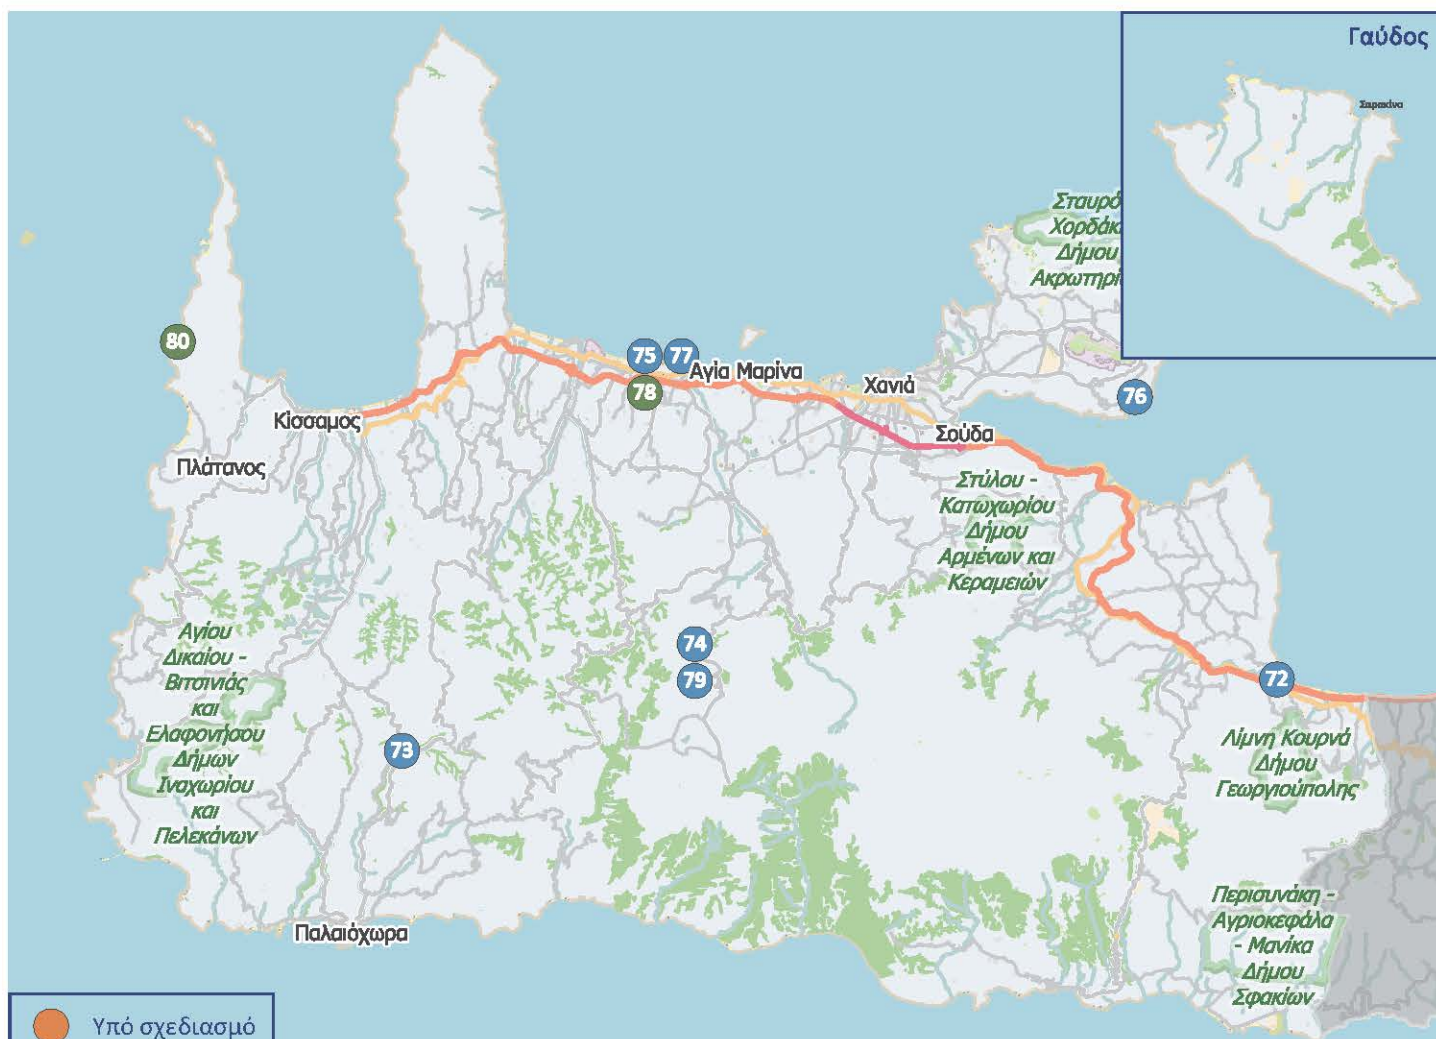 Γαύδος
Σαρακίνα
Σταυρό
Χορδάκ
Δήμου
Ακρωτηρί
80
75
77
Αγία Μαρίνα
78
Χανιά
76
Κίσσαμος
Σούδα
Πλάτανος
Στύλου -
Κατωχωρίου
Δήμου
Αρμένων και
Κεραμειών
Αγίου
Δικαίου -
Βιτσινιάς
και
Ελαφονήσου
Δήμων
Ιναχωρίου
και
Πελεκάνων
74
79
72
73
Λίμνη Κουρνά
Δήμου
Γεωργιούπολης
Περισυνάκη -
Αγριοκεφάλα
- Μανίκα
Δήμου
Σφακίων
Παλαιόχωρα
Υπό σχεδιασμό